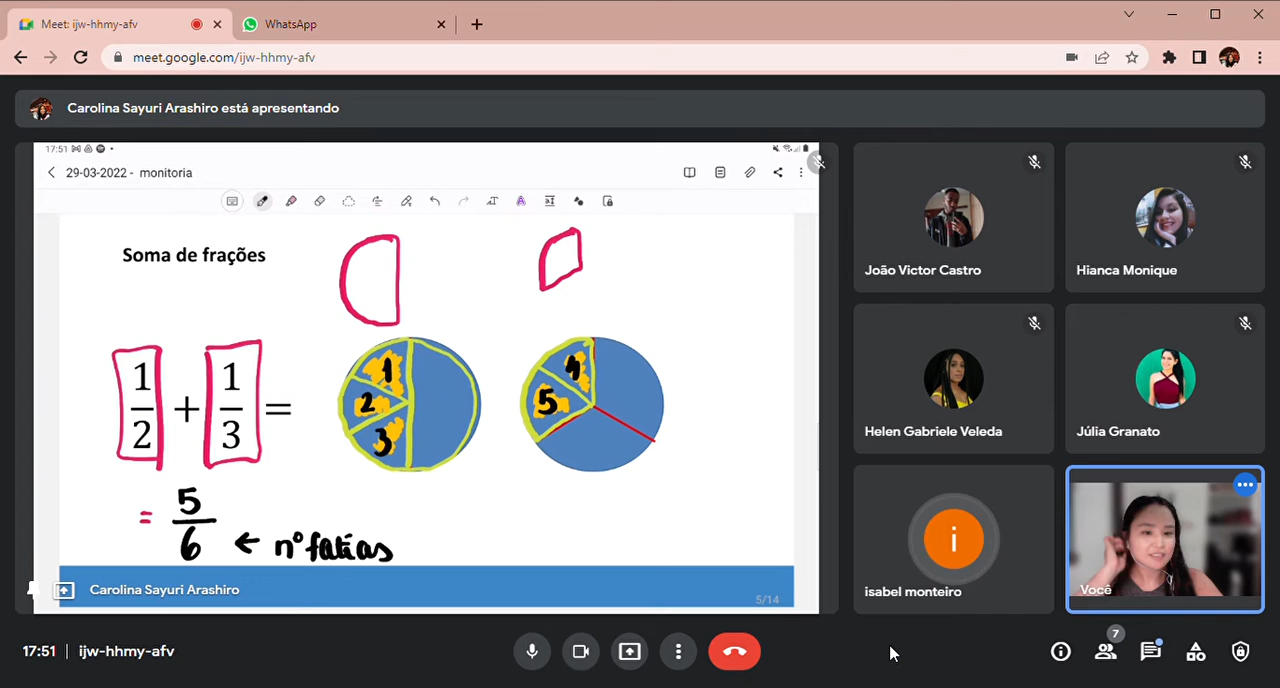 Meet: ijw-hhmy-afv
WhatsApp
meet.google.com/ijw-hhmy-afv
Carolina Sayuri Arashiro está apresentando
17:51
29-03-2022 - monitoria
Soma de frações
1/2 + 1/3 =
1
2
3
4
5
= 5/6 ← nº fatias
Carolina Sayuri Arashiro
5/14
João Victor Castro
Hianca Monique
Helen Gabriele Veleda
Júlia Granato
i
isabel monteiro
Você
17:51 | ijw-hhmy-afv
7